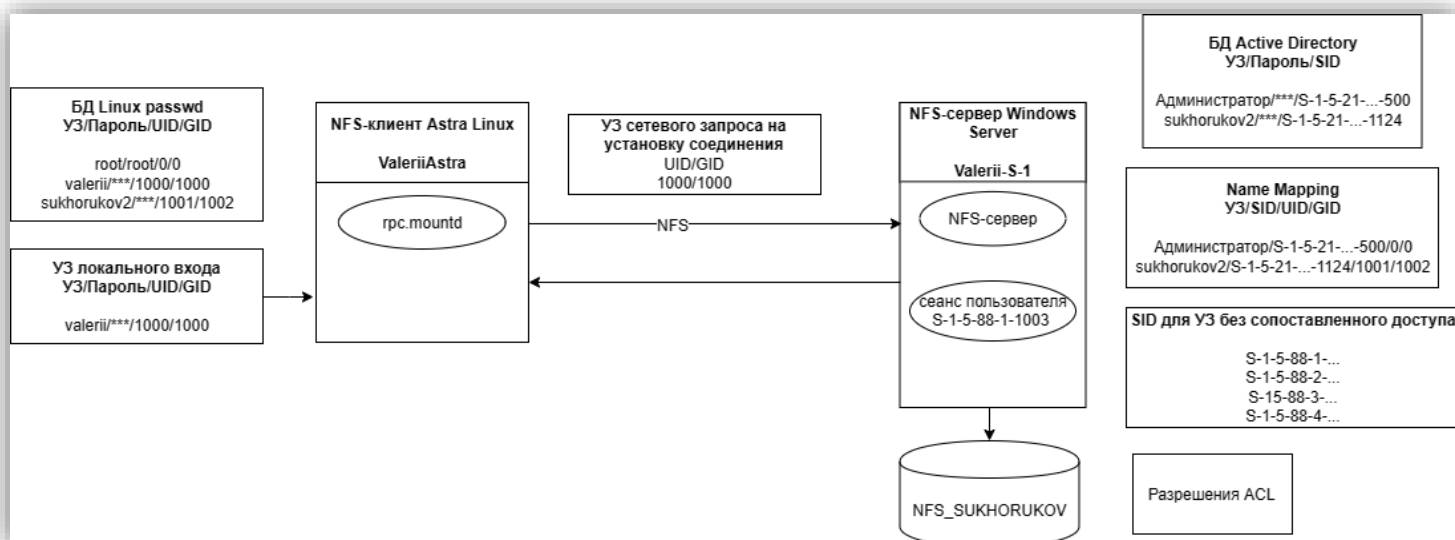 БД Linux passwd
УЗ/Пароль/UID/GID
root/root/0/0
valerii/***/1000/1000
sukhorukov2/***/1001/1002
УЗ локального входа
УЗ/Пароль/UID/GID
valerii/***/1000/1000
NFS-клиент Astra Linux
ValeriiAstra
rpc.mountd
УЗ сетевого запроса на
установку соединения
UID/GID
1000/1000
NFS
NFS-сервер Windows
Server
Valerii-S-1
NFS-сервер
сеанс пользователя
S-1-5-88-1-1003
NFS_SUKHORUKOV
БД Active Directory
УЗ/Пароль/SID
Администратор/***/S-1-5-21-...-500
sukhorukov2/***/S-1-5-21-...-1124
Name Mapping
УЗ/SID/UID/GID
Администратор/S-1-5-21-...-500/0/0
sukhorukov2/S-1-5-21-...-1124/1001/1002
SID для УЗ без сопоставленного доступа
S-1-5-88-1-...
S-1-5-88-2-...
S-15-88-3-...
S-1-5-88-4-...
Разрешения ACL